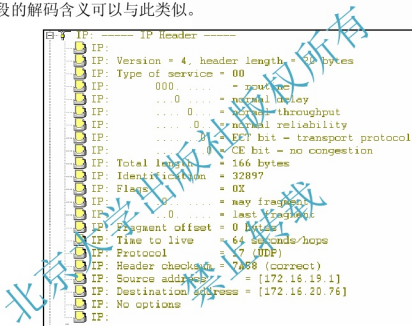 段的解码含义可以与此类似。
IP: ----- IP Header -----
IP:
IP: Version = 4, header length = 20 bytes
IP: Type of service = 00
IP: 000. .... = routine
IP: ...0 .... = normal delay
IP: .... 0... = normal throughput
IP: .... .0.. = normal reliability
IP: .... ..0. = ECT bit - transport protocol
IP: .... ...0 = CE bit - no congestion
IP: Total length = 166 bytes
IP: Identification = 32897
IP: Flags = 0X
IP: .0.. .... = may fragment
IP: ..0. .... = last fragment
IP: Fragment offset = 0 bytes
IP: Time to live = 64 seconds/hops
IP: Protocol = 17 (UDP)
IP: Header checksum = 7A58 (correct)
IP: Source address = [172.16.19.1]
IP: Destination address = [172.16.20.76]
IP: No options
IP:
北京大学出版社版权所有
禁止转载